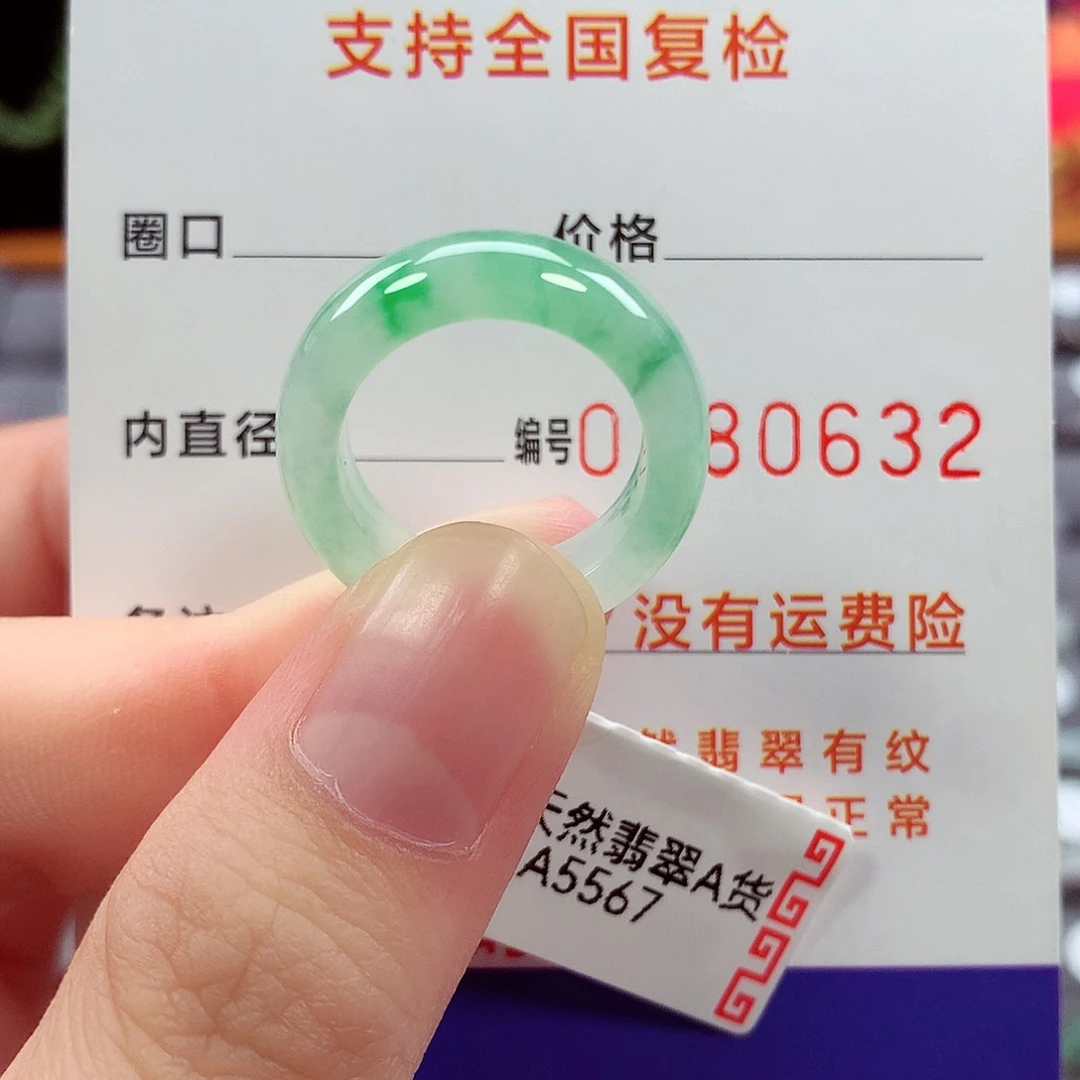 支持全国复检
圈口 价格
内直径 编号 0 80632
没有运费险
然翡翠有纹
正常
天然翡翠A货
A5567